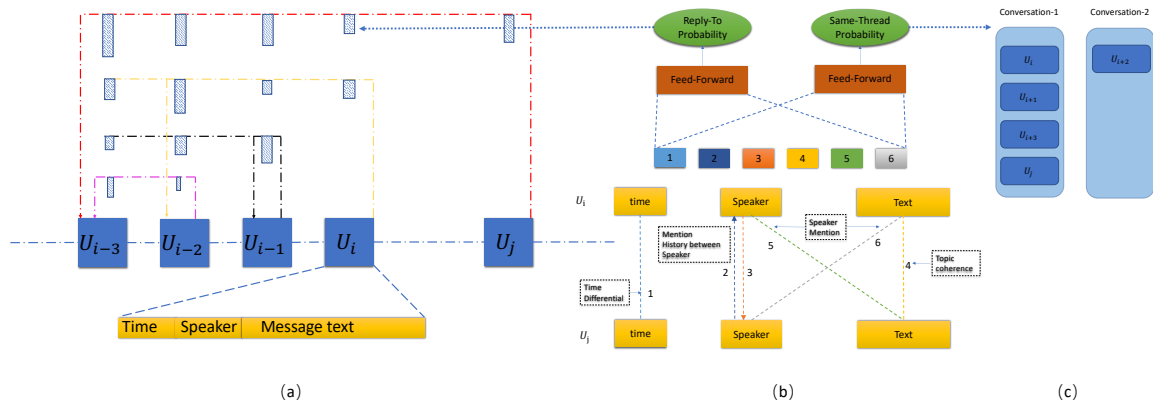 U_{i-3}
U_{i-2}
U_{i-1}
U_i
U_j
Time
Speaker
Message text
(a)
Reply-To
Probability
Same-Thread
Probability
Feed-Forward
Feed-Forward
1
2
3
4
5
6
U_i
time
Speaker
Text
Mention
History between
Speaker
Speaker
Mention
5
6
Time
Differential
1
2
3
4
Topic
coherence
U_j
time
Speaker
Text
(b)
Conversation-1
U_i
U_{i+1}
U_{i+3}
U_j
Conversation-2
U_{i+2}
(c)